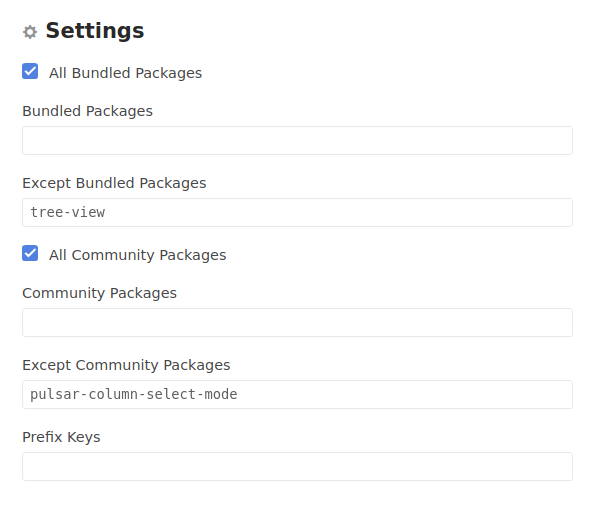 Settings
All Bundled Packages
Bundled Packages
Except Bundled Packages
tree-view
All Community Packages
Community Packages
Except Community Packages
pulsar-column-select-mode
Prefix Keys